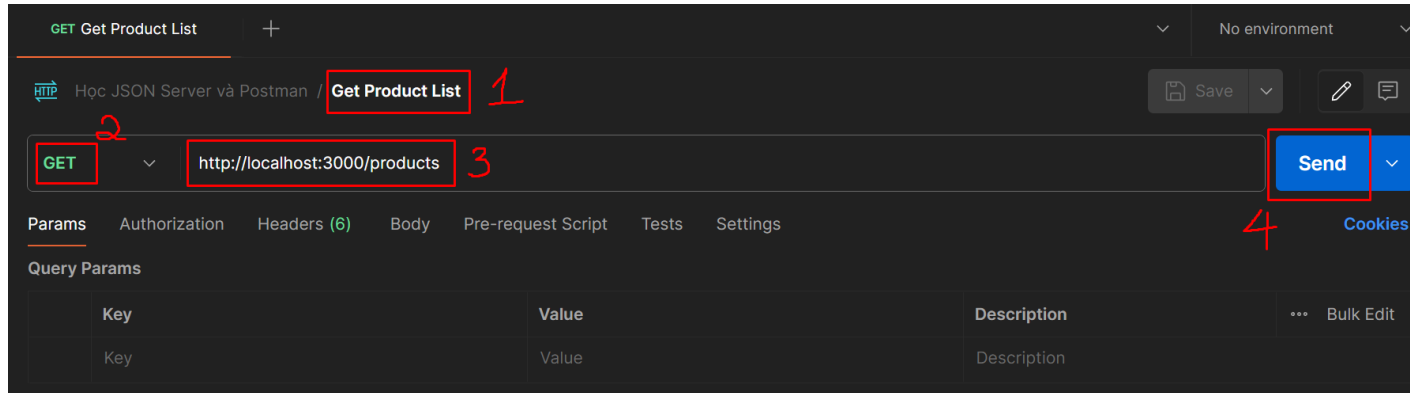 GET Get Product List
No environment
HTTP Học JSON Server và Postman / Get Product List 1 Save
2
GET http://localhost:3000/products 3 Send
Params Authorization Headers (6) Body Pre-request Script Tests Settings 4 Cookies
Query Params
Key Value Description Bulk Edit
Key Value Description